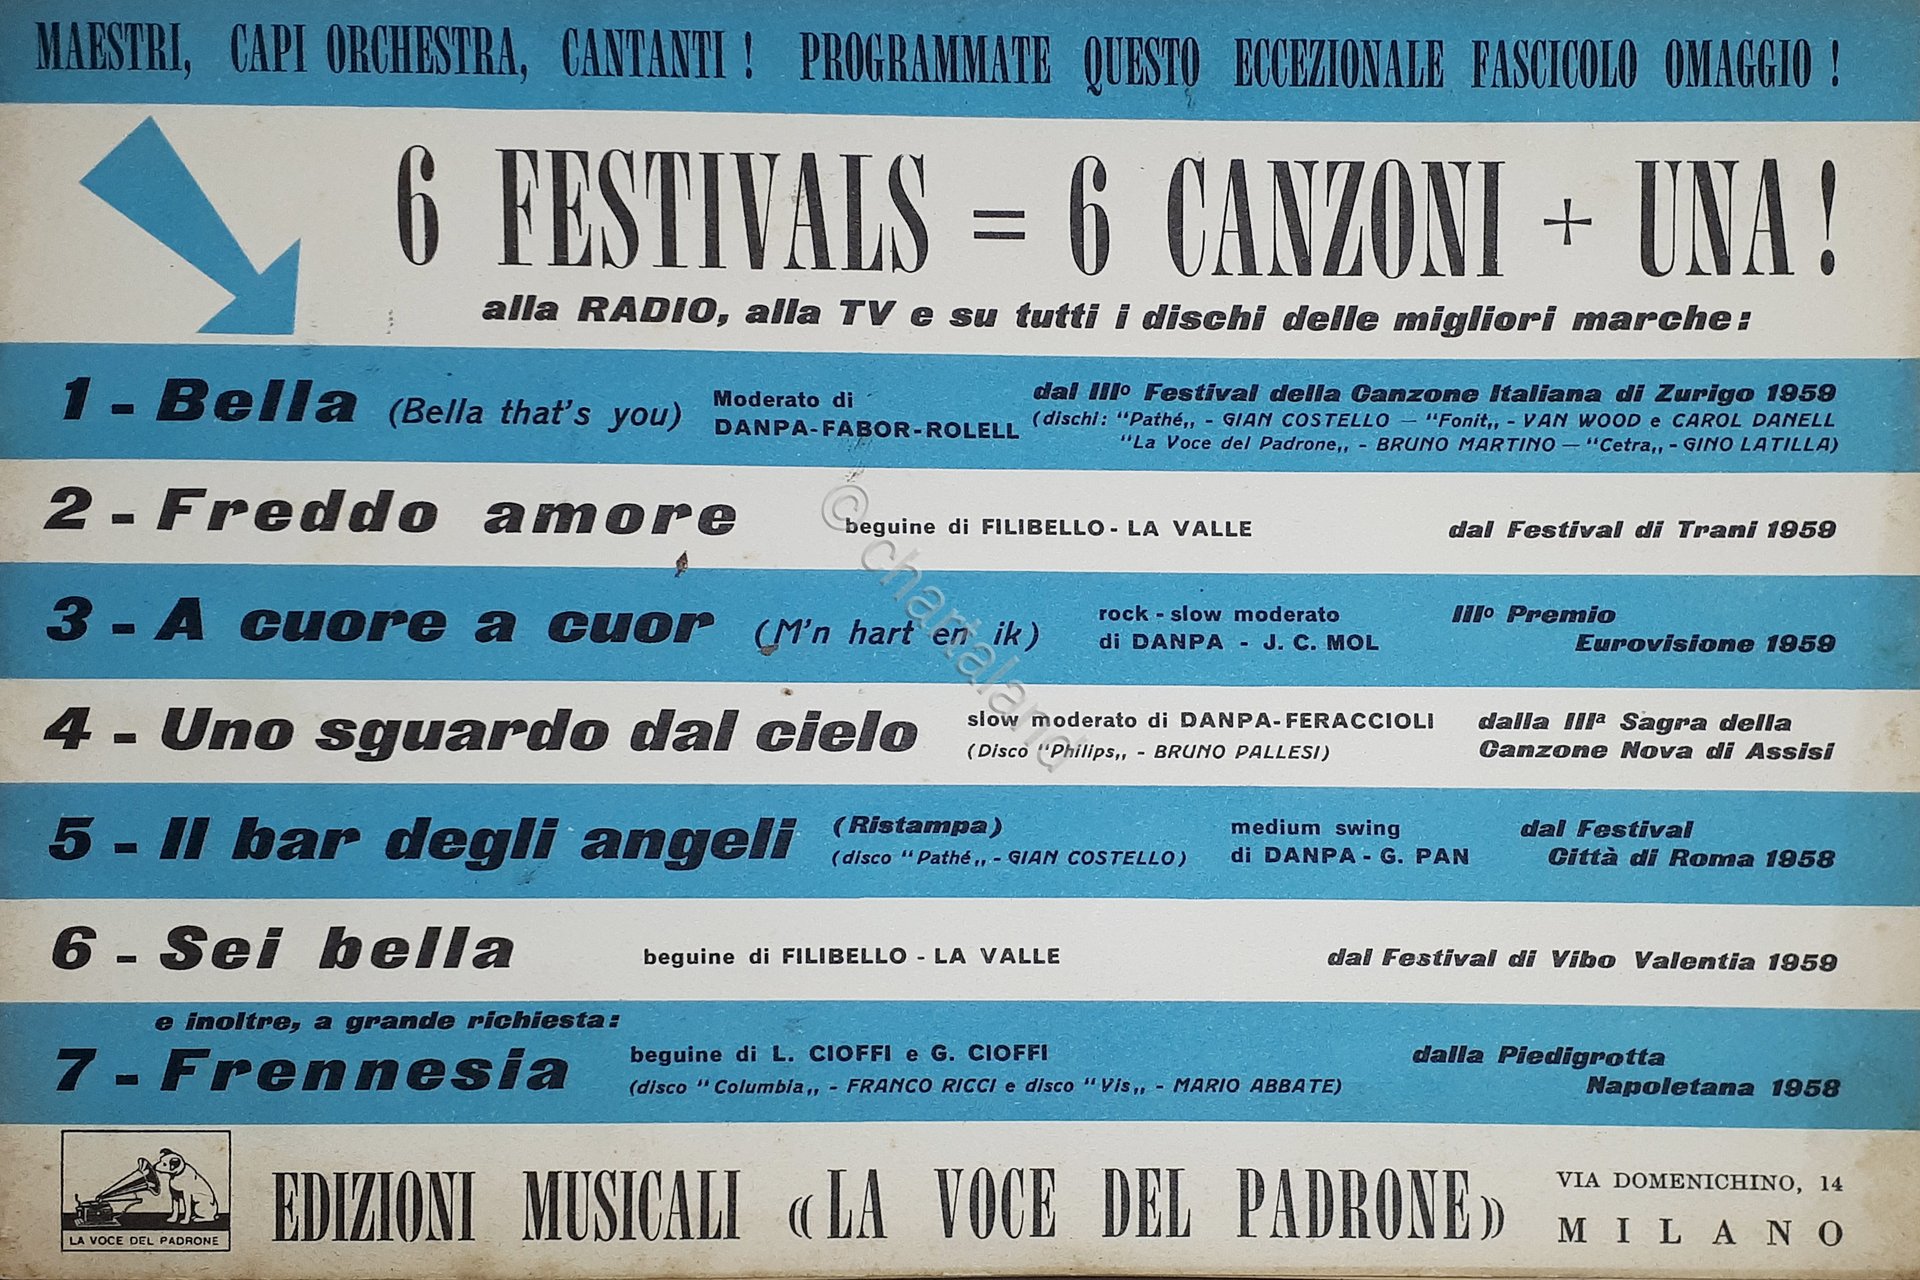 MAESTRI, CAPI ORCHESTRA, CANTANTI ! PROGRAMMATE QUESTO ECCEZIONALE FASCICOLO OMAGGIO !
6 FESTIVALS = 6 CANZONI + UNA !
alla RADIO, alla TV e su tutti i dischi delle migliori marche:
1 - Bella (Bella that's you)
Moderato di
DANPA-FABOR-ROLELL
dal IIIº Festival della Canzone Italiana di Zurigo 1959
(dischi: "Pathé„ - GIAN COSTELLO — "Fonit„ - VAN WOOD e CAROL DANELL
"La Voce del Padrone„ - BRUNO MARTINO — "Cetra„ - GINO LATILLA)
2 - Freddo amore beguine di FILIBELLO - LA VALLE dal Festival di Trani 1959
3 - A cuore a cuor (M'n hart en ik)
rock - slow moderato
di DANPA - J. C. MOL
IIIº Premio
Eurovisione 1959
4 - Uno sguardo dal cielo
slow moderato di DANPA-FERACCIOLI
(Disco "Philips„ - BRUNO PALLESI)
dalla IIIª Sagra della
Canzone Nova di Assisi
5 - Il bar degli angeli
(Ristampa)
(disco "Pathé„ - GIAN COSTELLO)
medium swing
di DANPA - G. PAN
dal Festival
Città di Roma 1958
6 - Sei bella beguine di FILIBELLO - LA VALLE dal Festival di Vibo Valentia 1959
e inoltre, a grande richiesta:
7 - Frennesia
beguine di L. CIOFFI e G. CIOFFI
(disco "Columbia„ - FRANCO RICCI e disco "Vis„ - MARIO ABBATE)
dalla Piedigrotta
Napoletana 1958
LA VOCE DEL PADRONE
EDIZIONI MUSICALI «LA VOCE DEL PADRONE»
VIA DOMENICHINO, 14
MILANO
© chartaland